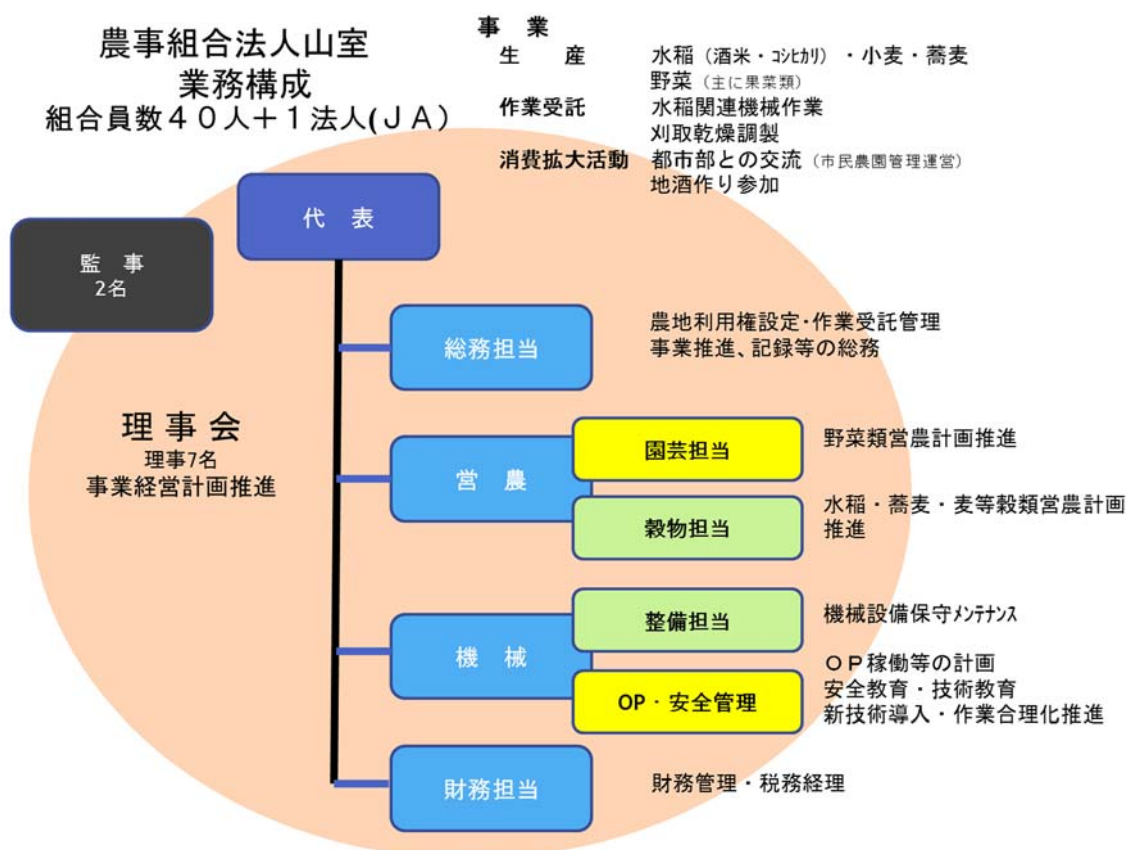 農事組合法人山室
業務構成
組合員数４０人＋１法人(ＪＡ)
事　業
生　産　水稲（酒米・ｺｼﾋｶﾘ）・小麦・蕎麦
野菜（主に果菜類）
作業受託　水稲関連機械作業
刈取乾燥調製
消費拡大活動　都市部との交流（市民農園管理運営）
地酒作り参加
代　表
監　事
2名
総務担当
農地利用権設定・作業受託管理
事業推進、記録等の総務
理 事 会
理事7名
事業経営計画推進
営　農
園芸担当
野菜類営農計画推進
穀物担当
水稲・蕎麦・麦等穀類営農計画
推進
機　械
整備担当
機械設備保守ﾒﾝﾃﾅﾝｽ
OP・安全管理
ＯＰ稼働等の計画
安全教育・技術教育
新技術導入・作業合理化推進
財務担当
財務管理・税務経理